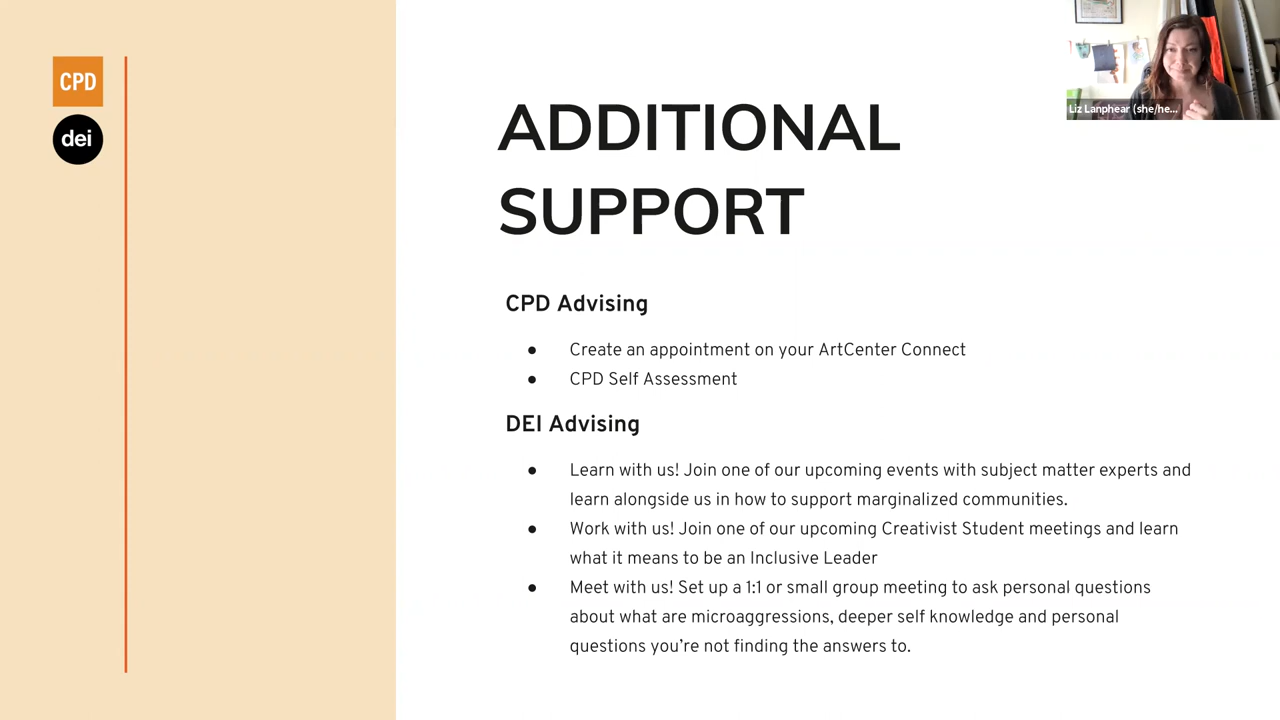 CPD
dei
Liz Lanphear (she/he...
ADDITIONAL
SUPPORT
CPD Advising
● Create an appointment on your ArtCenter Connect
● CPD Self Assessment
DEI Advising
● Learn with us! Join one of our upcoming events with subject matter experts and
learn alongside us in how to support marginalized communities.
● Work with us! Join one of our upcoming Creativist Student meetings and learn
what it means to be an Inclusive Leader
● Meet with us! Set up a 1:1 or small group meeting to ask personal questions
about what are microaggressions, deeper self knowledge and personal
questions you’re not finding the answers to.